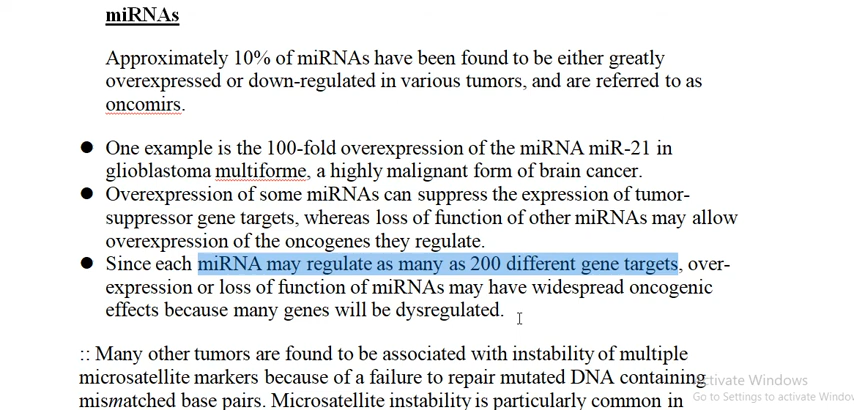 miRNAs
Approximately 10% of miRNAs have been found to be either greatly
overexpressed or down-regulated in various tumors, and are referred to as
oncomirs.
● One example is the 100-fold overexpression of the miRNA miR-21 in
glioblastoma multiforme, a highly malignant form of brain cancer.
● Overexpression of some miRNAs can suppress the expression of tumor-
suppressor gene targets, whereas loss of function of other miRNAs may allow
overexpression of the oncogenes they regulate.
● Since each miRNA may regulate as many as 200 different gene targets, over-
expression or loss of function of miRNAs may have widespread oncogenic
effects because many genes will be dysregulated.
:: Many other tumors are found to be associated with instability of multiple
microsatellite markers because of a failure to repair mutated DNA containing
mismatched base pairs. Microsatellite instability is particularly common in
Activate Windows
Go to Settings to activate Windows